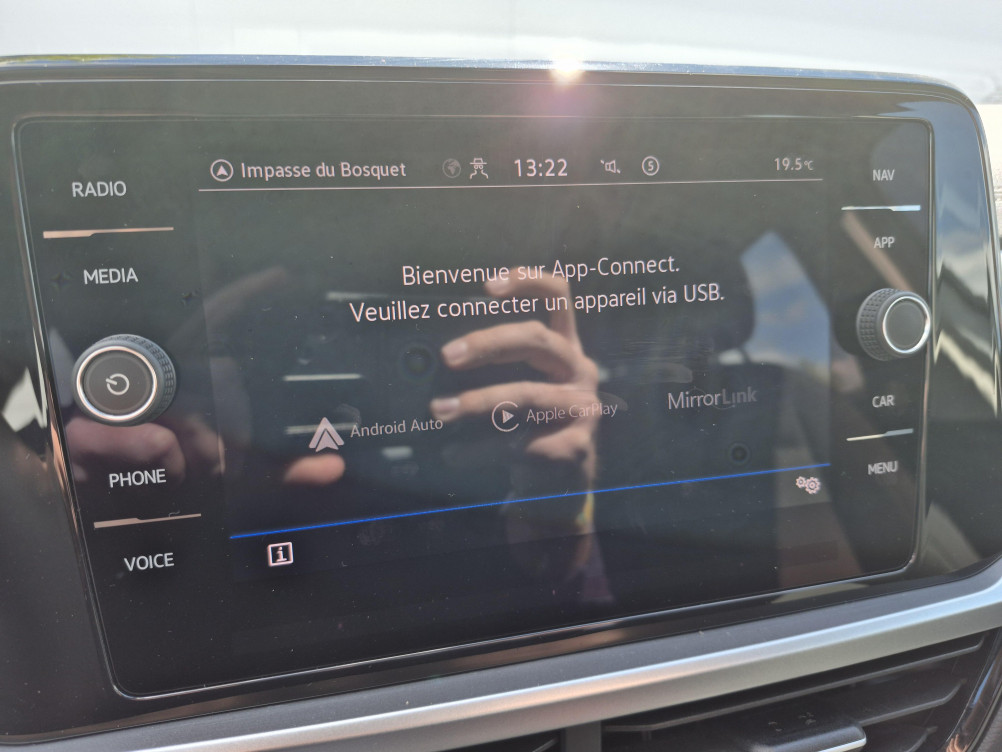 Impasse du Bosquet 13:22 S 19.5°C
RADIO
NAV
APP
MEDIA
Bienvenue sur App-Connect.
Veuillez connecter un appareil via USB.
Android Auto Apple CarPlay MirrorLink
CAR
MENU
PHONE
i
VOICE